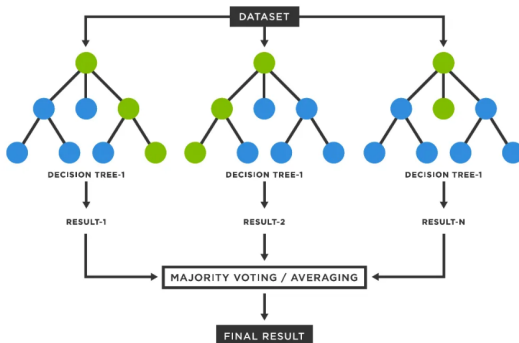 DATASET
DECISION TREE-1
DECISION TREE-1
DECISION TREE-1
RESULT-1
RESULT-2
RESULT-N
MAJORITY VOTING / AVERAGING
FINAL RESULT